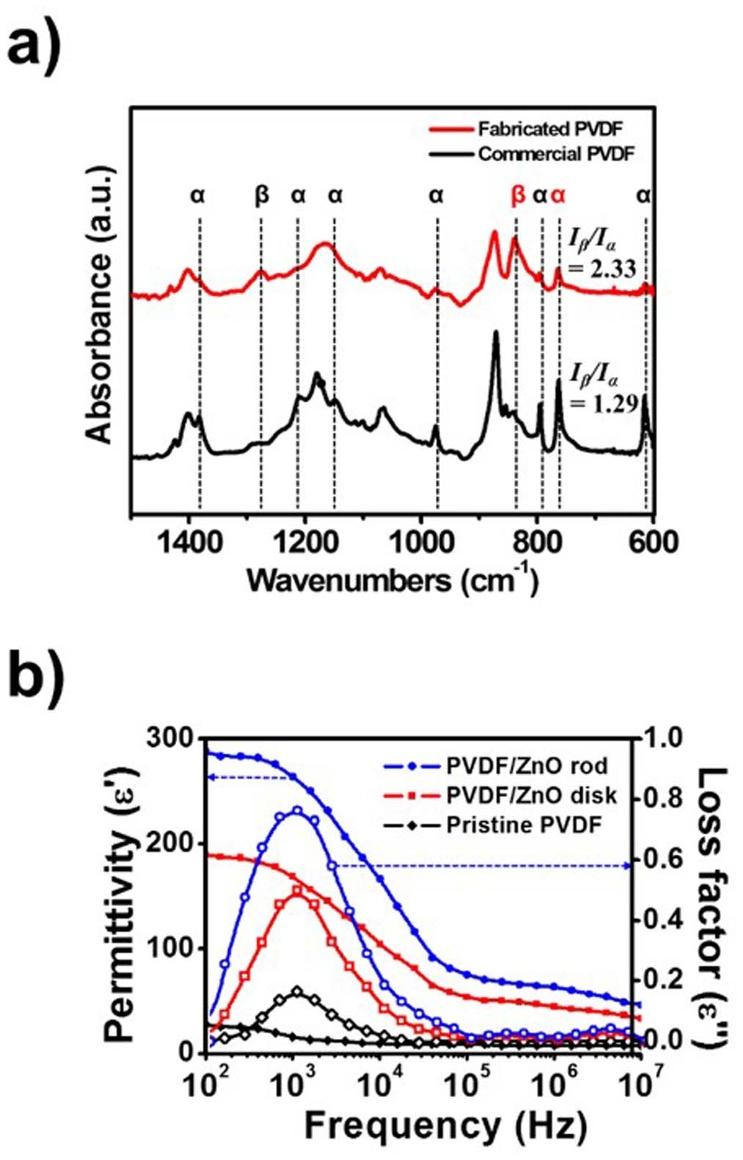 a)
Fabricated PVDF
Commercial PVDF
α β α α α β α α α
Iβ/Iα
= 2.33
Iβ/Iα
= 1.29
Absorbance (a.u.)
1400 1200 1000 800 600
Wavenumbers (cm⁻¹)
b)
300 1.0
PVDF/ZnO rod
PVDF/ZnO disk
Pristine PVDF
0.8
200
0.6
0.4
100
0.2
0.0
0
Permittivity (ε')
Loss factor (ε")
10² 10³ 10⁴ 10⁵ 10⁶ 10⁷
Frequency (Hz)